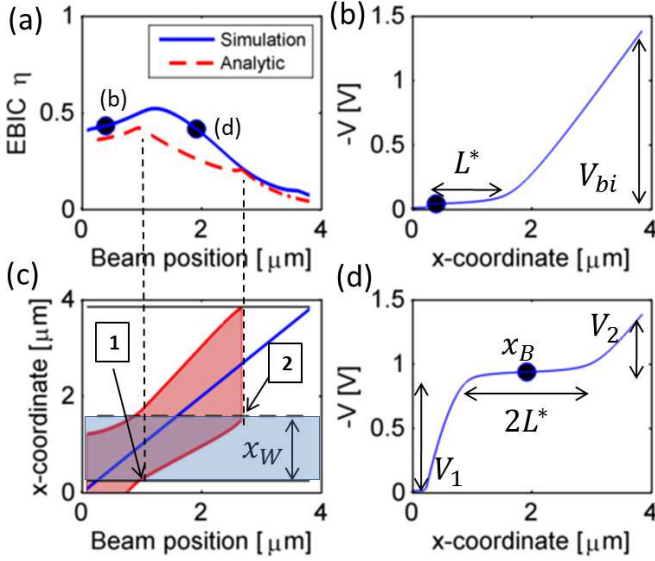 (a)
1
0.5
0
EBIC η
Simulation
Analytic
(b)
(d)
0 2 4
Beam position [μm]
(b)
1.5
1
0.5
0
-V [V]
L*
V_bi
0 2 4
x-coordinate [μm]
(c)
4
2
0
x-coordinate [μm]
1
2
x_W
0 2 4
Beam position [μm]
(d)
1.5
1
0.5
0
-V [V]
x_B
V_2
2L*
V_1
0 2 4
x-coordinate [μm]